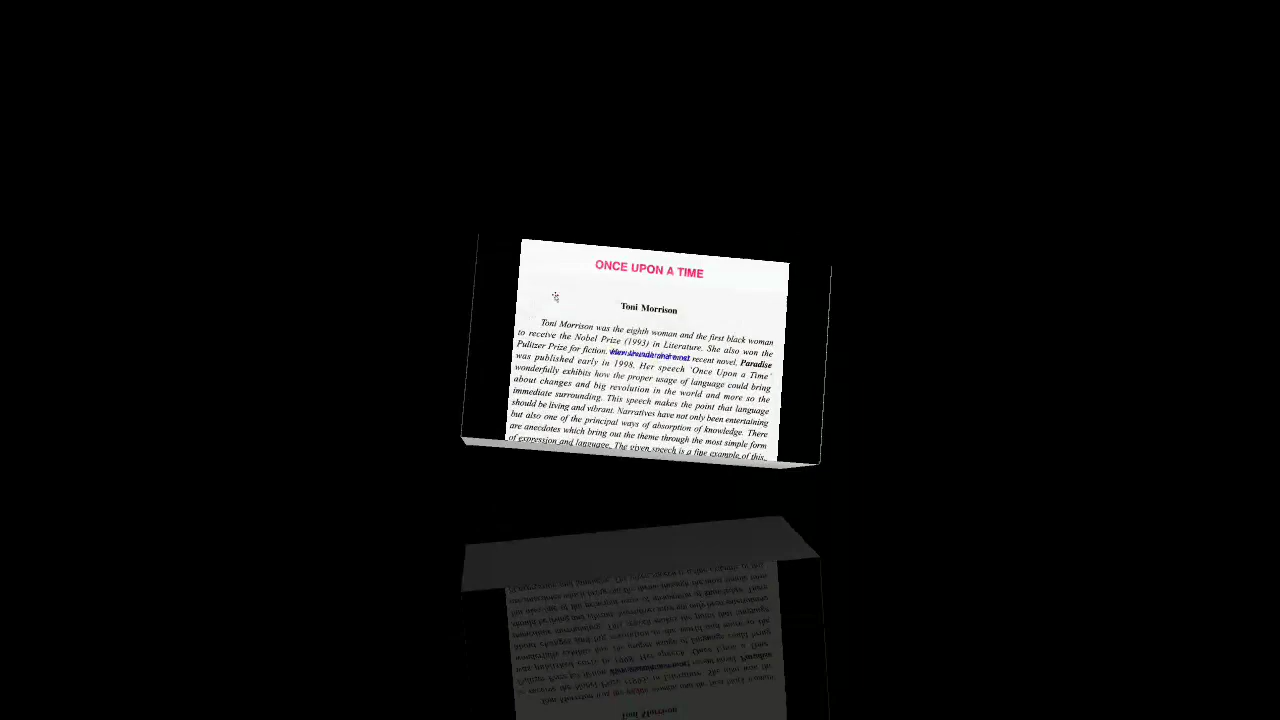 ONCE UPON A TIME
Toni Morrison
Toni Morrison was the eighth woman and the first black woman
to receive the Nobel Prize (1993) in Literature. She also won the
Pulitzer Prize for fiction. recent novel, Paradise
was published early in 1998. Her speech 'Once Upon a Time'
wonderfully exhibits how the proper usage of language could bring
about changes and big revolution in the world and more so the
immediate surrounding. This speech makes the point that language
should be living and vibrant. Narratives have not only been entertaining
but also one of the principal ways of absorption of knowledge. There
are anecdotes which bring out the theme through the most simple form
of expression and language. The given speech is a fine example of this.